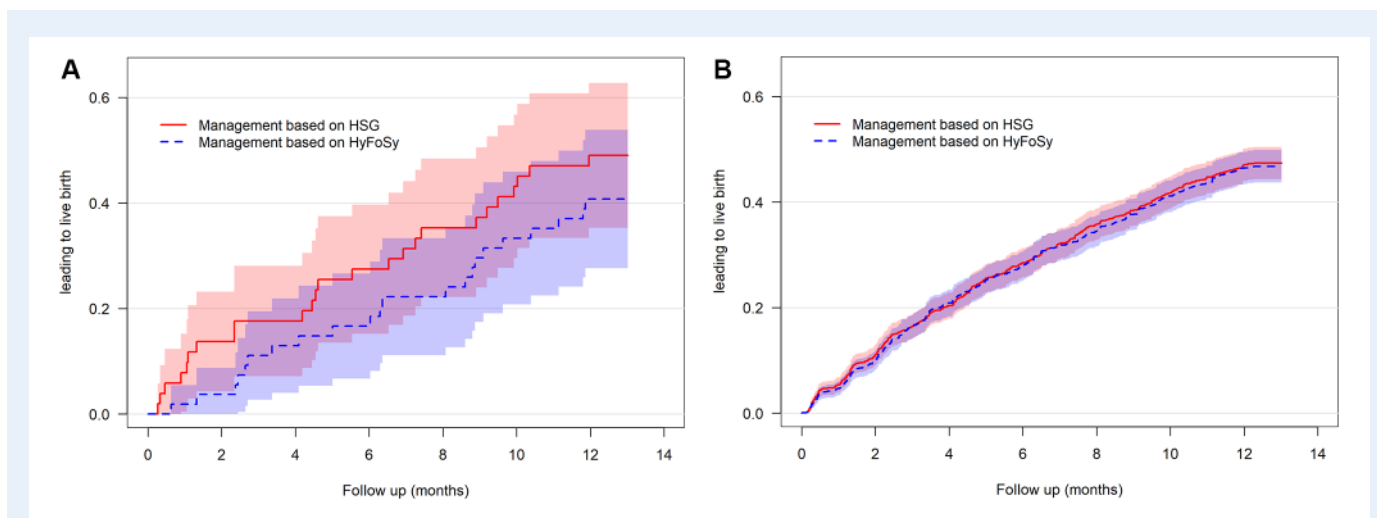 A
B
0.6
0.4
0.2
0.0
leading to live birth
Management based on HSG
Management based on HyFoSy
0 2 4 6 8 10 12 14
Follow up (months)
0.6
0.4
0.2
0.0
leading to live birth
Management based on HSG
Management based on HyFoSy
0 2 4 6 8 10 12 14
Follow up (months)